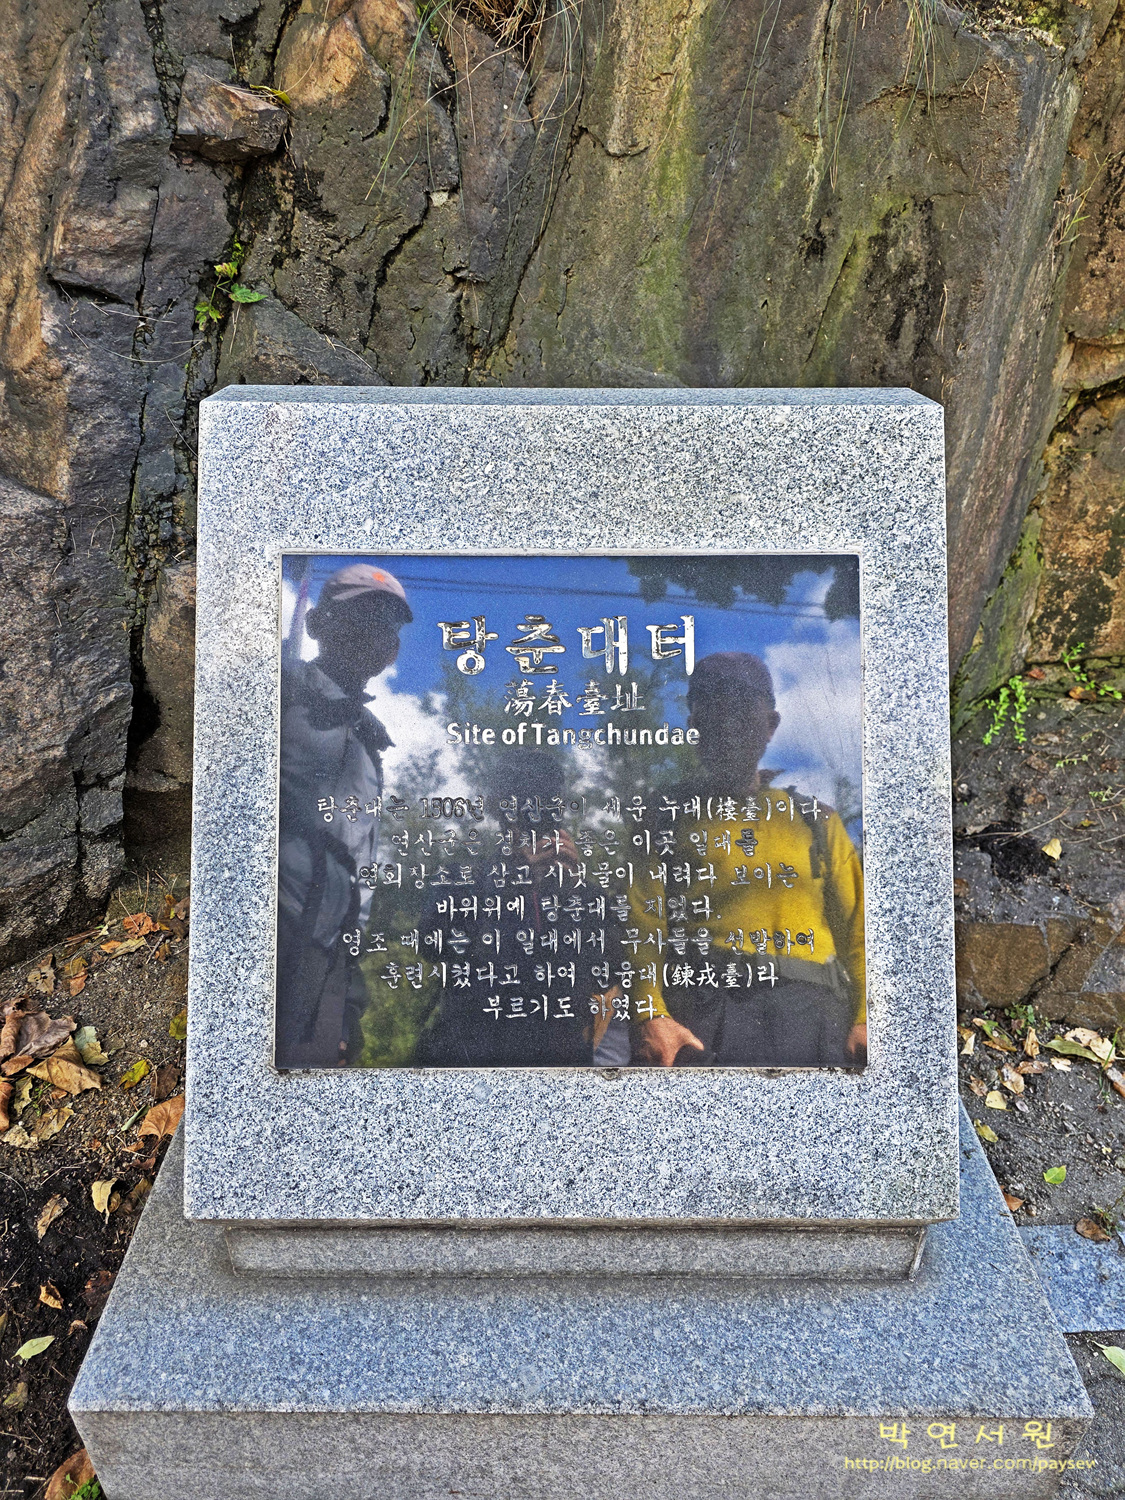 탕춘대터
蕩春臺址
Site of Tangchundae
탕춘대는 1506년 연산군이 세운 누대(樓臺)이다.
연산군은 경치가 좋은 이곳 일대를
연회장소로 삼고 시냇물이 내려다 보이는
바위위에 탕춘대를 지었다.
영조 때에는 이 일대에서 무사들을 선발하여
훈련시켰다고 하여 연융대(鍊戎臺)라
부르기도 하였다.
박연서원
http://blog.naver.com/paysev